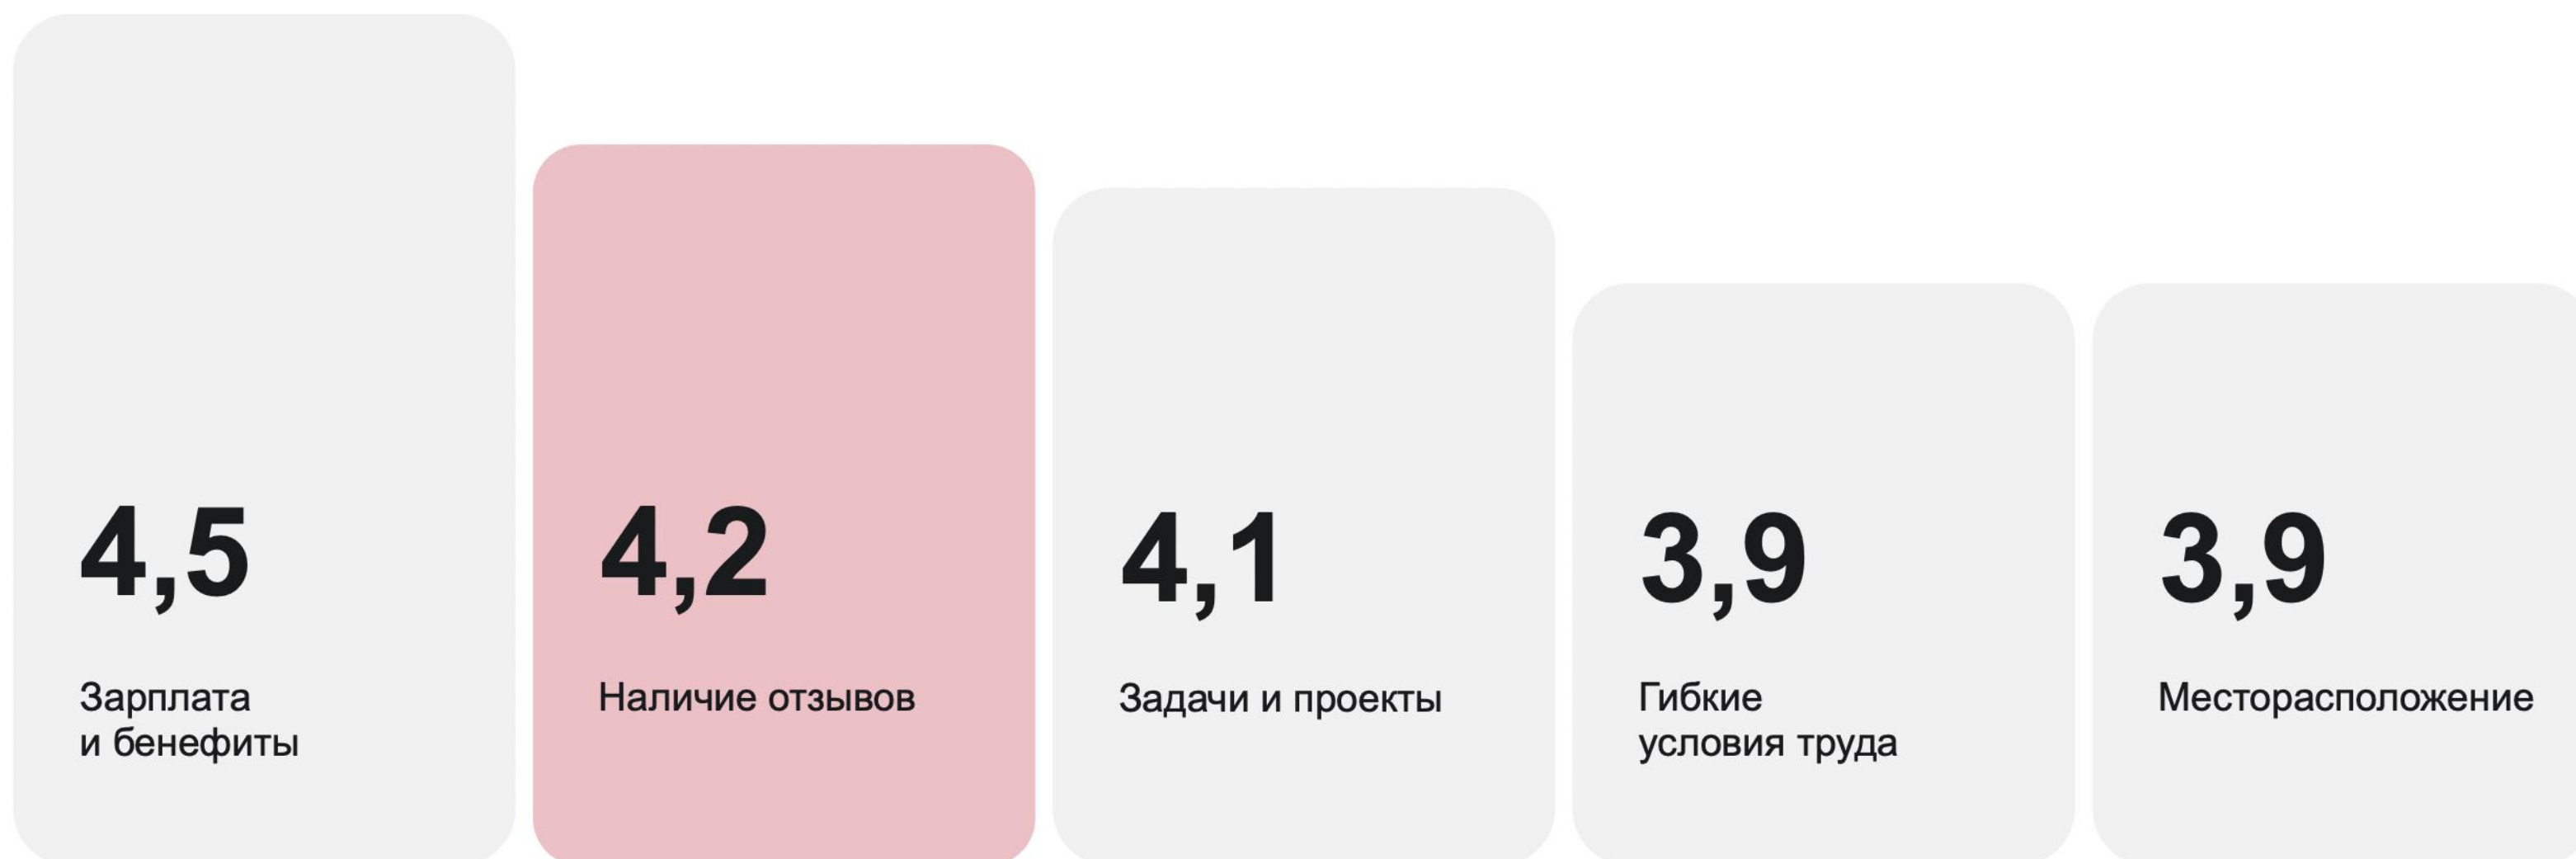 4,5
Зарплата
и бенефиты
4,2
Наличие отзывов
4,1
Задачи и проекты
3,9
Гибкие
условия труда
3,9
Месторасположение